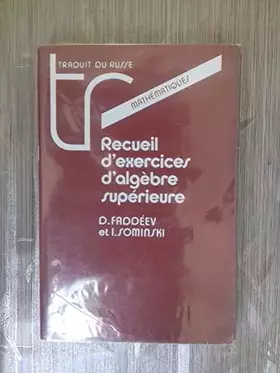 TRADUIT DU RUSSE
tr
MATHÉMATIQUES
Recueil
d'exercices
d'algèbre
supérieure
D.FADDÉEV
et I.SOMINSKI